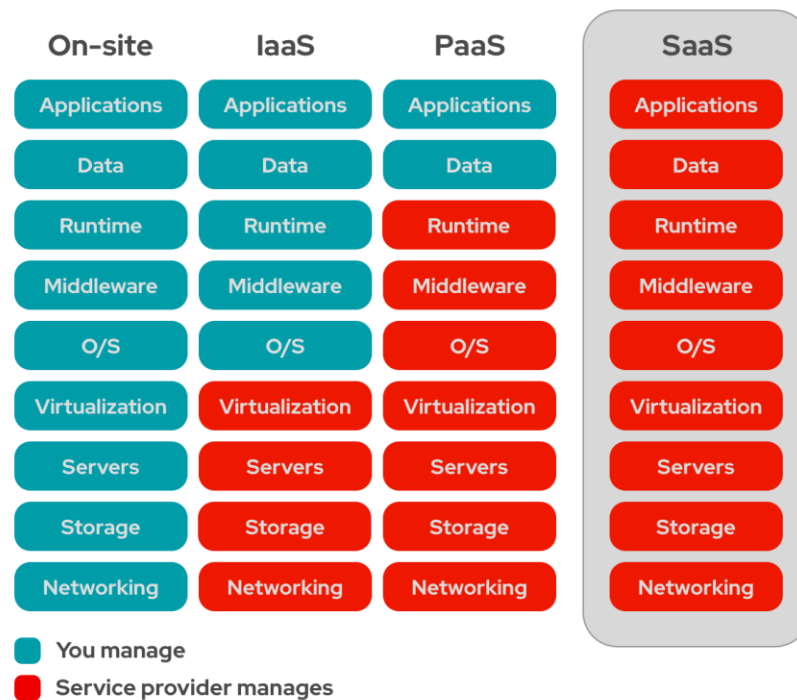 On-site IaaS PaaS SaaS
Applications Applications Applications Applications
Data Data Data Data
Runtime Runtime Runtime Runtime
Middleware Middleware Middleware Middleware
O/S O/S O/S O/S
Virtualization Virtualization Virtualization Virtualization
Servers Servers Servers Servers
Storage Storage Storage Storage
Networking Networking Networking Networking
You manage
Service provider manages